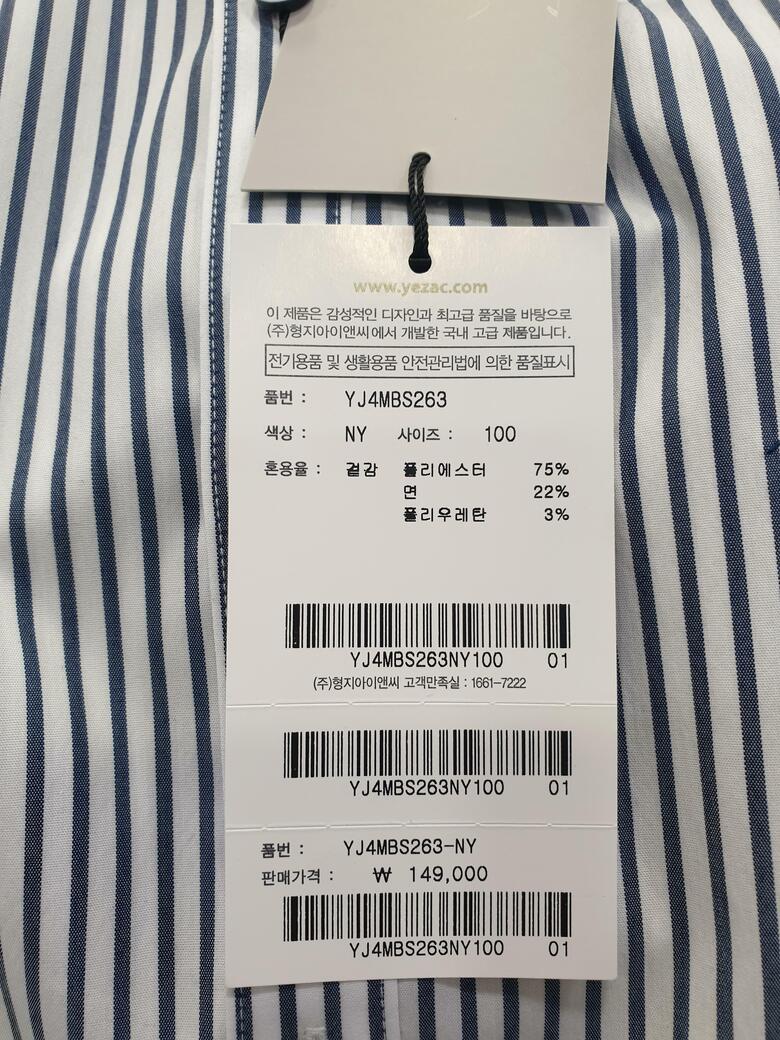 www.yezac.com
이 제품은 감성적인 디자인과 최고급 품질을 바탕으로
(주)형지아이앤씨에서 개발한 국내 고급 제품입니다.
전기용품 및 생활용품 안전관리법에 의한 품질표시
품번 : YJ4MBS263
색상 : NY 사이즈 : 100
혼용율 : 겉감 폴리에스터 75%
면 22%
폴리우레탄 3%
YJ4MBS263NY100 01
(주)형지아이앤씨 고객만족실 : 1661-7222
YJ4MBS263NY100 01
품번 : YJ4MBS263-NY
판매가격 : ₩ 149,000
YJ4MBS263NY100 01